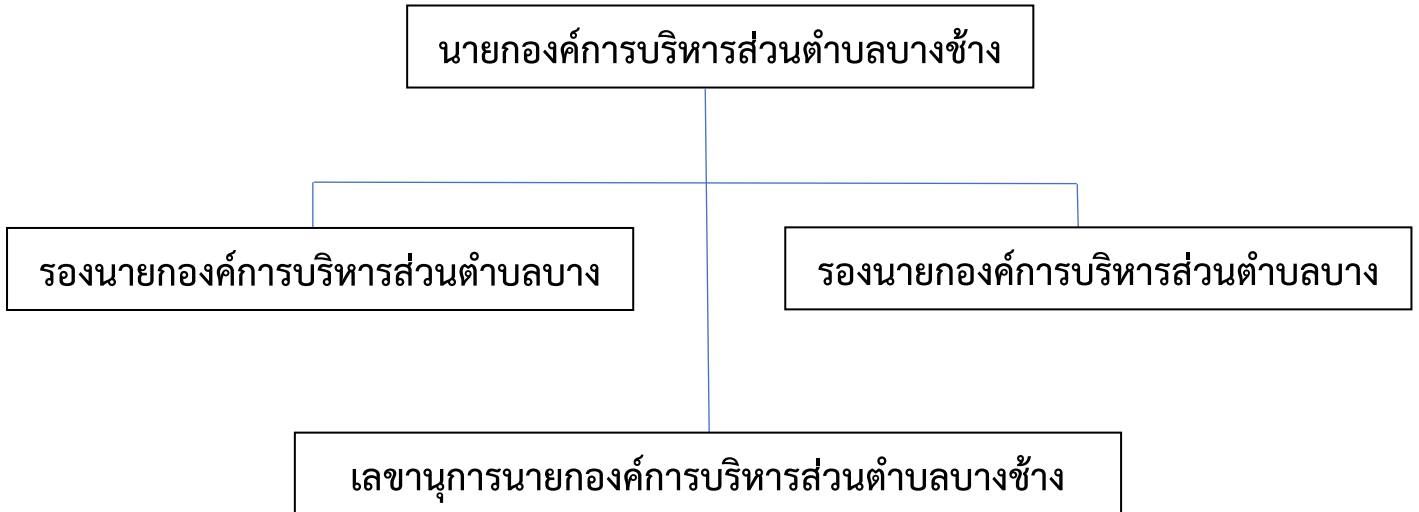 นายกองค์การบริหารส่วนตำบลบางช้าง
รองนายกองค์การบริหารส่วนตำบลบาง
รองนายกองค์การบริหารส่วนตำบลบาง
เลขานุการนายกองค์การบริหารส่วนตำบลบางช้าง